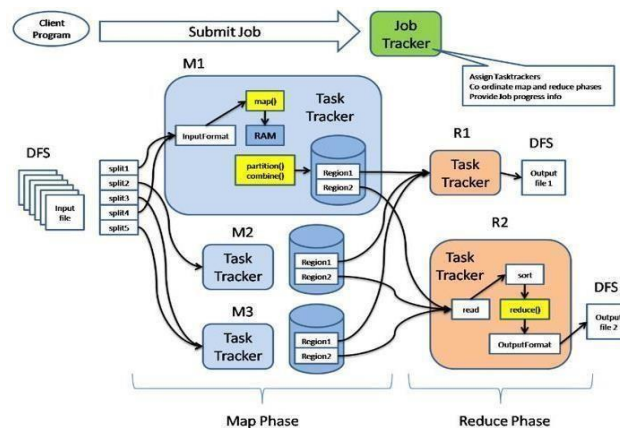 Client
Program
Submit Job
Job
Tracker
Assign Tasktrackers
Co-ordinate map and reduce phases
Provide Job progress info
M1
map()
Task
Tracker
InputFormat
RAM
partition()
combine()
Region1
Region2
DFS
Input
file
split1
split2
split3
split4
split5
R1
DFS
Task
Tracker
Output
file 1
M2
Task
Tracker
Region1
Region2
M3
Task
Tracker
Region1
Region2
R2
Task
Tracker
sort
read
reduce()
OutputFormat
DFS
Output
file 2
Map Phase
Reduce Phase